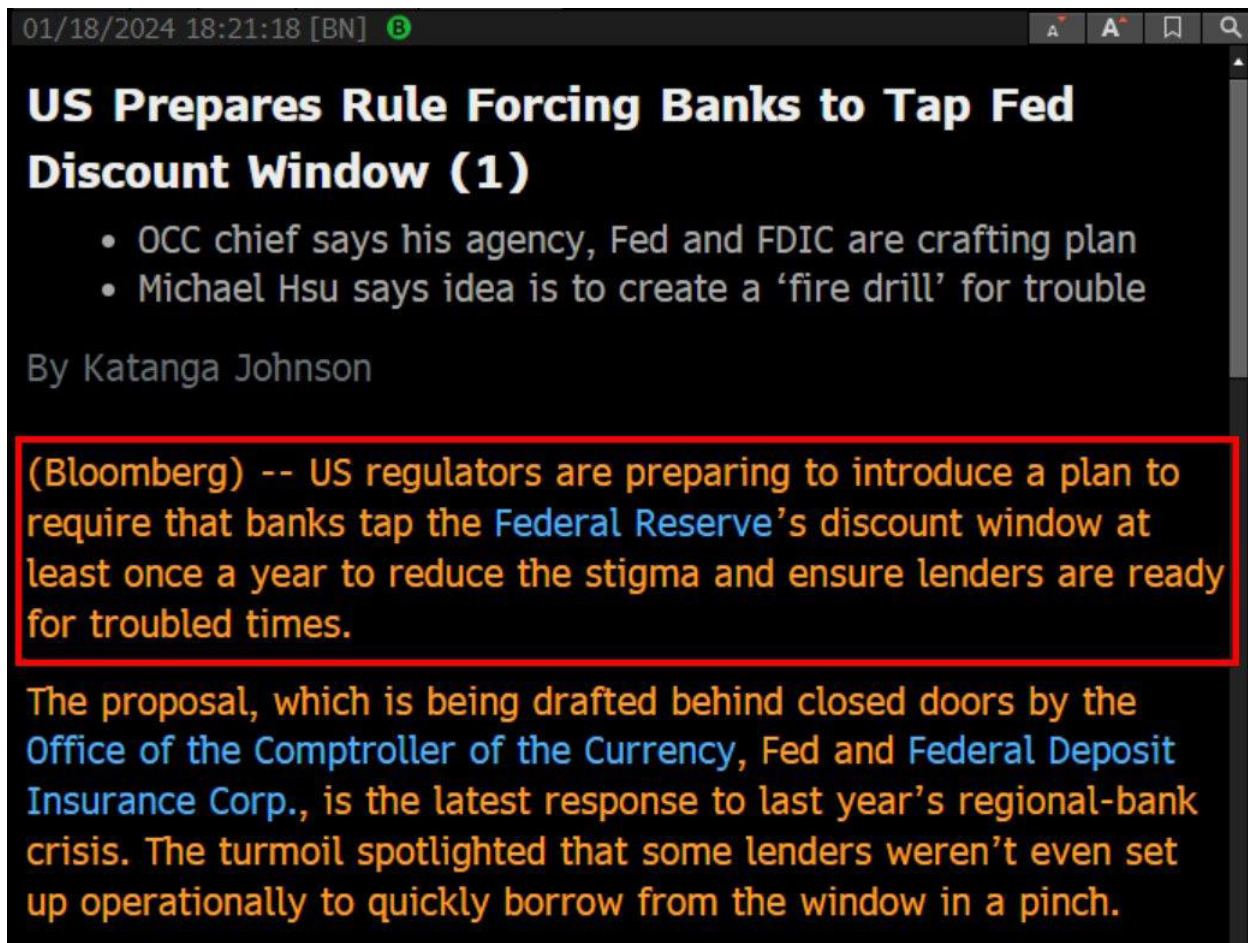 01/18/2024 18:21:18 [BN] B
A A
US Prepares Rule Forcing Banks to Tap Fed
Discount Window (1)
• OCC chief says his agency, Fed and FDIC are crafting plan
• Michael Hsu says idea is to create a ‘fire drill’ for trouble
By Katanga Johnson
(Bloomberg) -- US regulators are preparing to introduce a plan to
require that banks tap the Federal Reserve’s discount window at
least once a year to reduce the stigma and ensure lenders are ready
for troubled times.
The proposal, which is being drafted behind closed doors by the
Office of the Comptroller of the Currency, Fed and Federal Deposit
Insurance Corp., is the latest response to last year’s regional-bank
crisis. The turmoil spotlighted that some lenders weren’t even set
up operationally to quickly borrow from the window in a pinch.